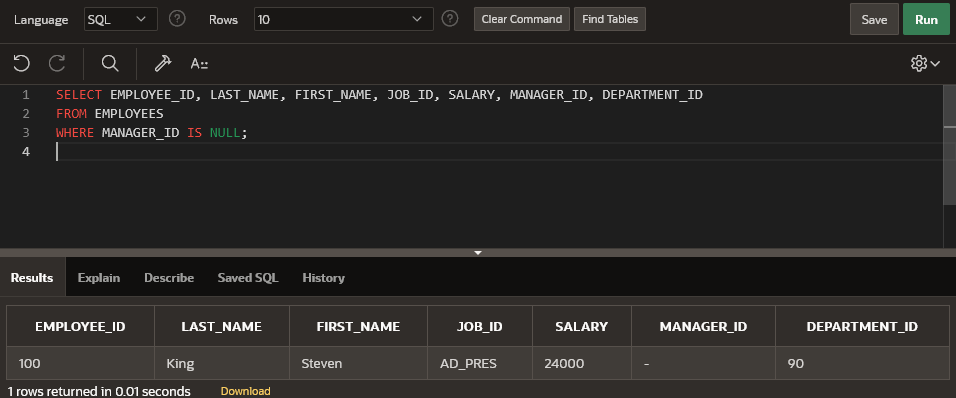 Language SQL ? Rows 10 ? Clear Command Find Tables Save Run
A::
1 SELECT EMPLOYEE_ID, LAST_NAME, FIRST_NAME, JOB_ID, SALARY, MANAGER_ID, DEPARTMENT_ID
2 FROM EMPLOYEES
3 WHERE MANAGER_ID IS NULL;
4
Results Explain Describe Saved SQL History
EMPLOYEE_ID LAST_NAME FIRST_NAME JOB_ID SALARY MANAGER_ID DEPARTMENT_ID
100 King Steven AD_PRES 24000 - 90
1 rows returned in 0.01 seconds Download